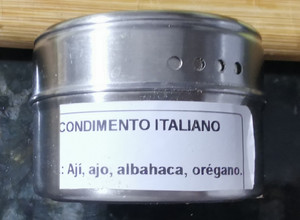 CONDIMENTO ITALIANO
.: Ají, ajo, albahaca, orégano.